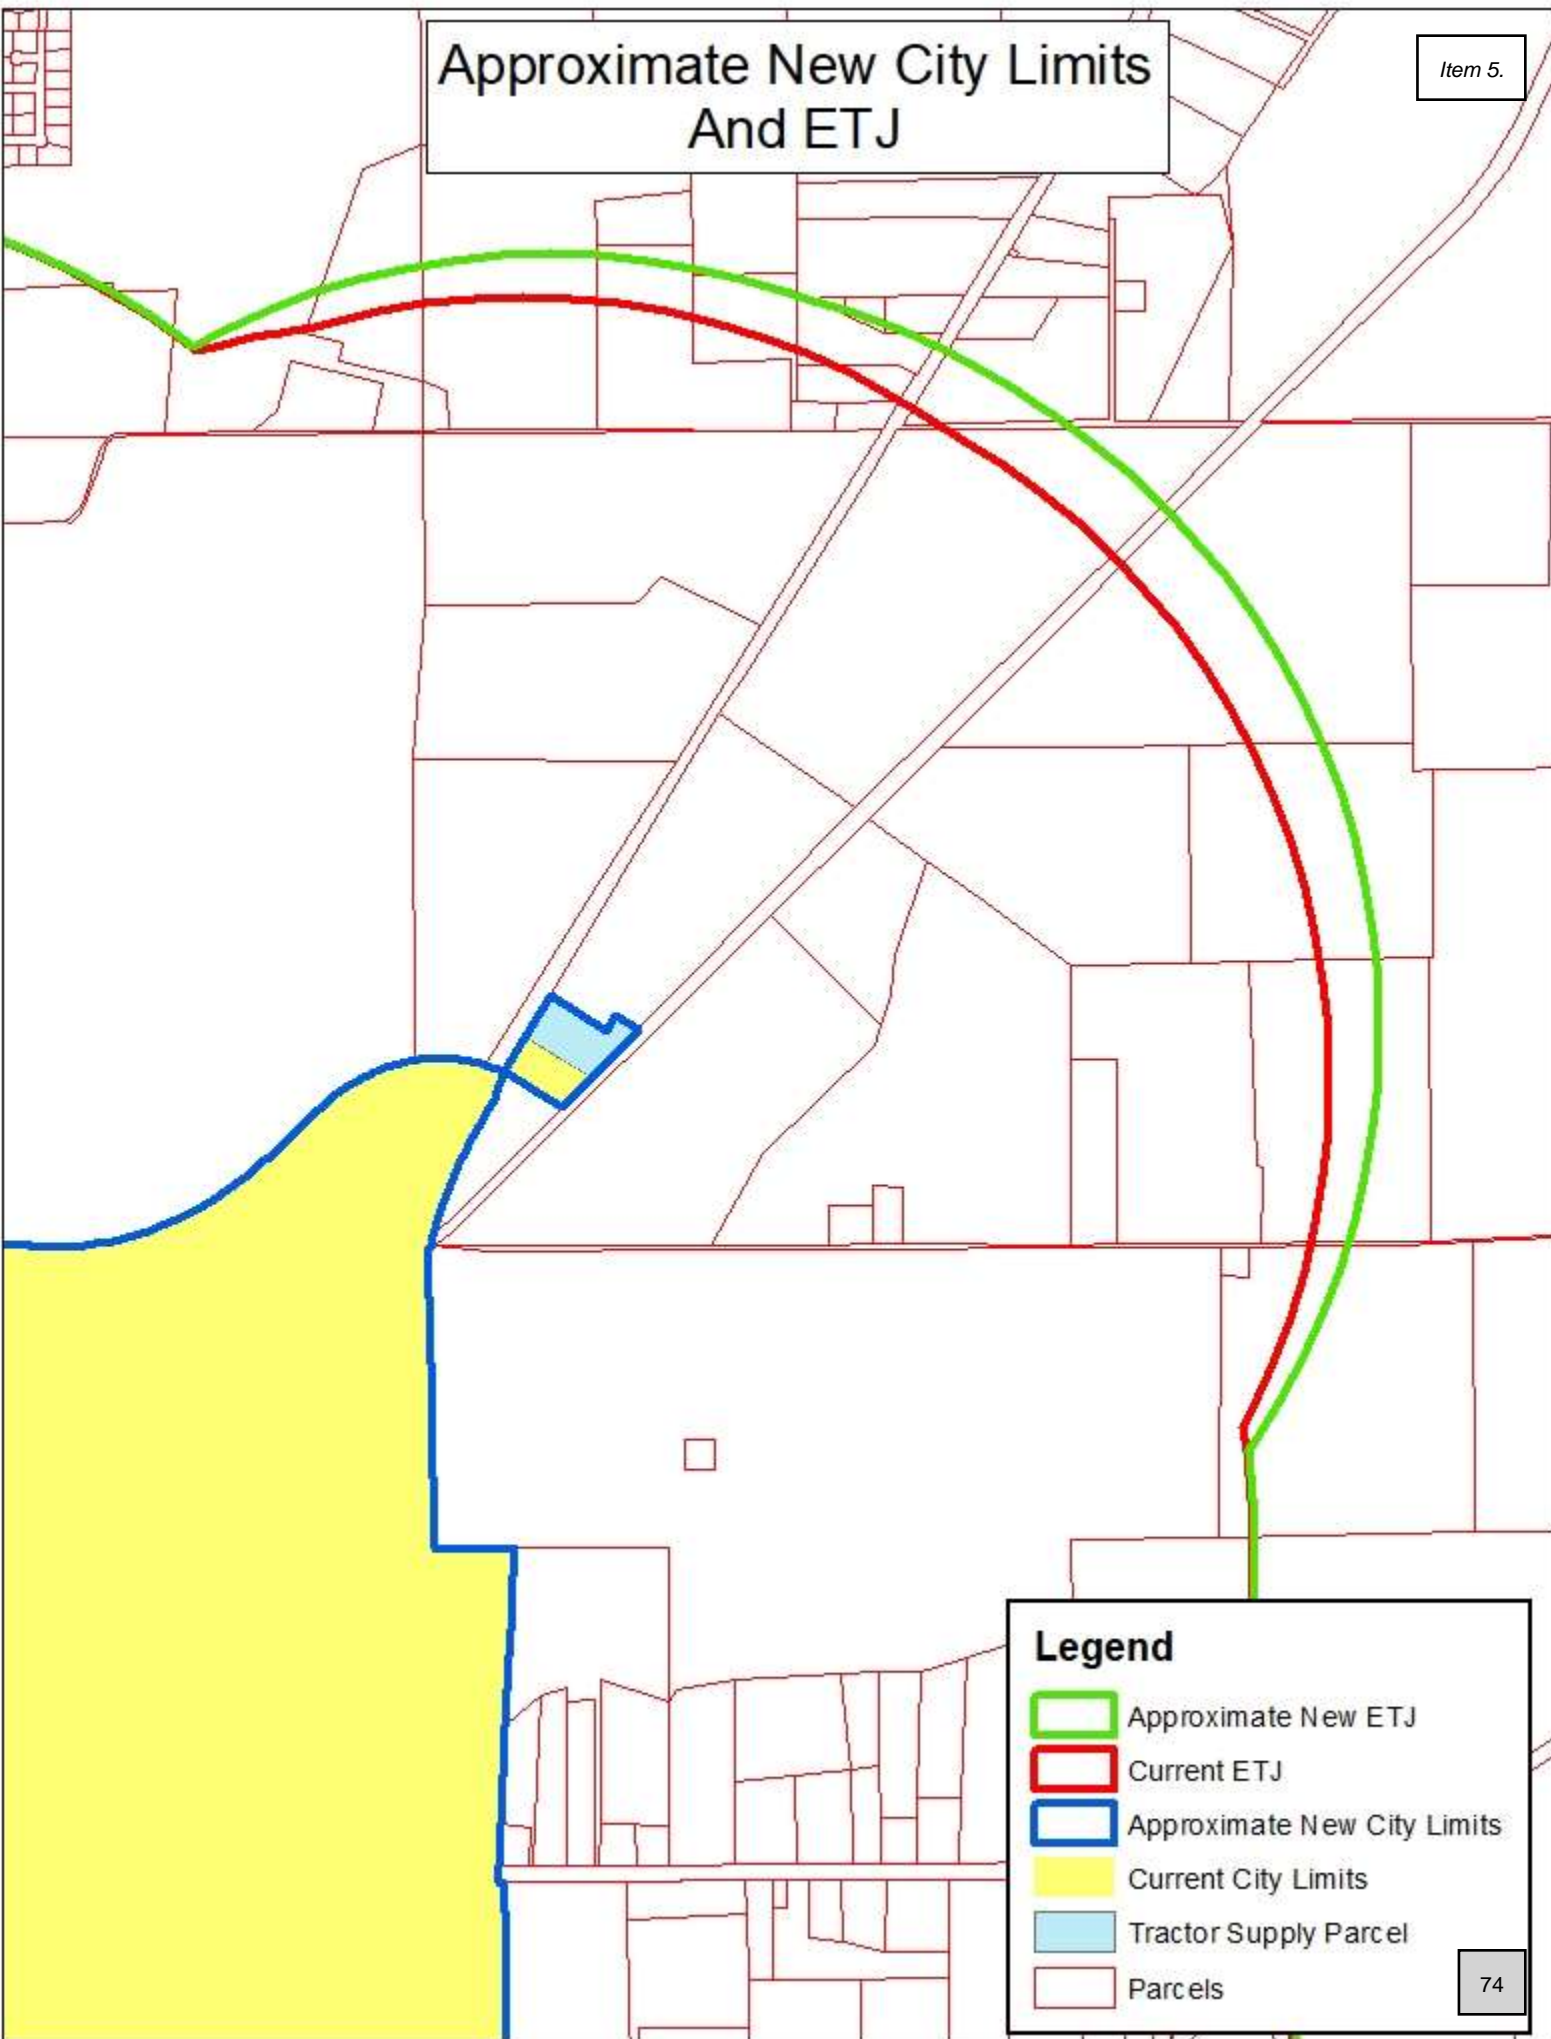 Approximate New City Limits
And ETJ
Item 5.
Legend
Approximate New ETJ
Current ETJ
Approximate New City Limits
Current City Limits
Tractor Supply Parcel
Parcels
74